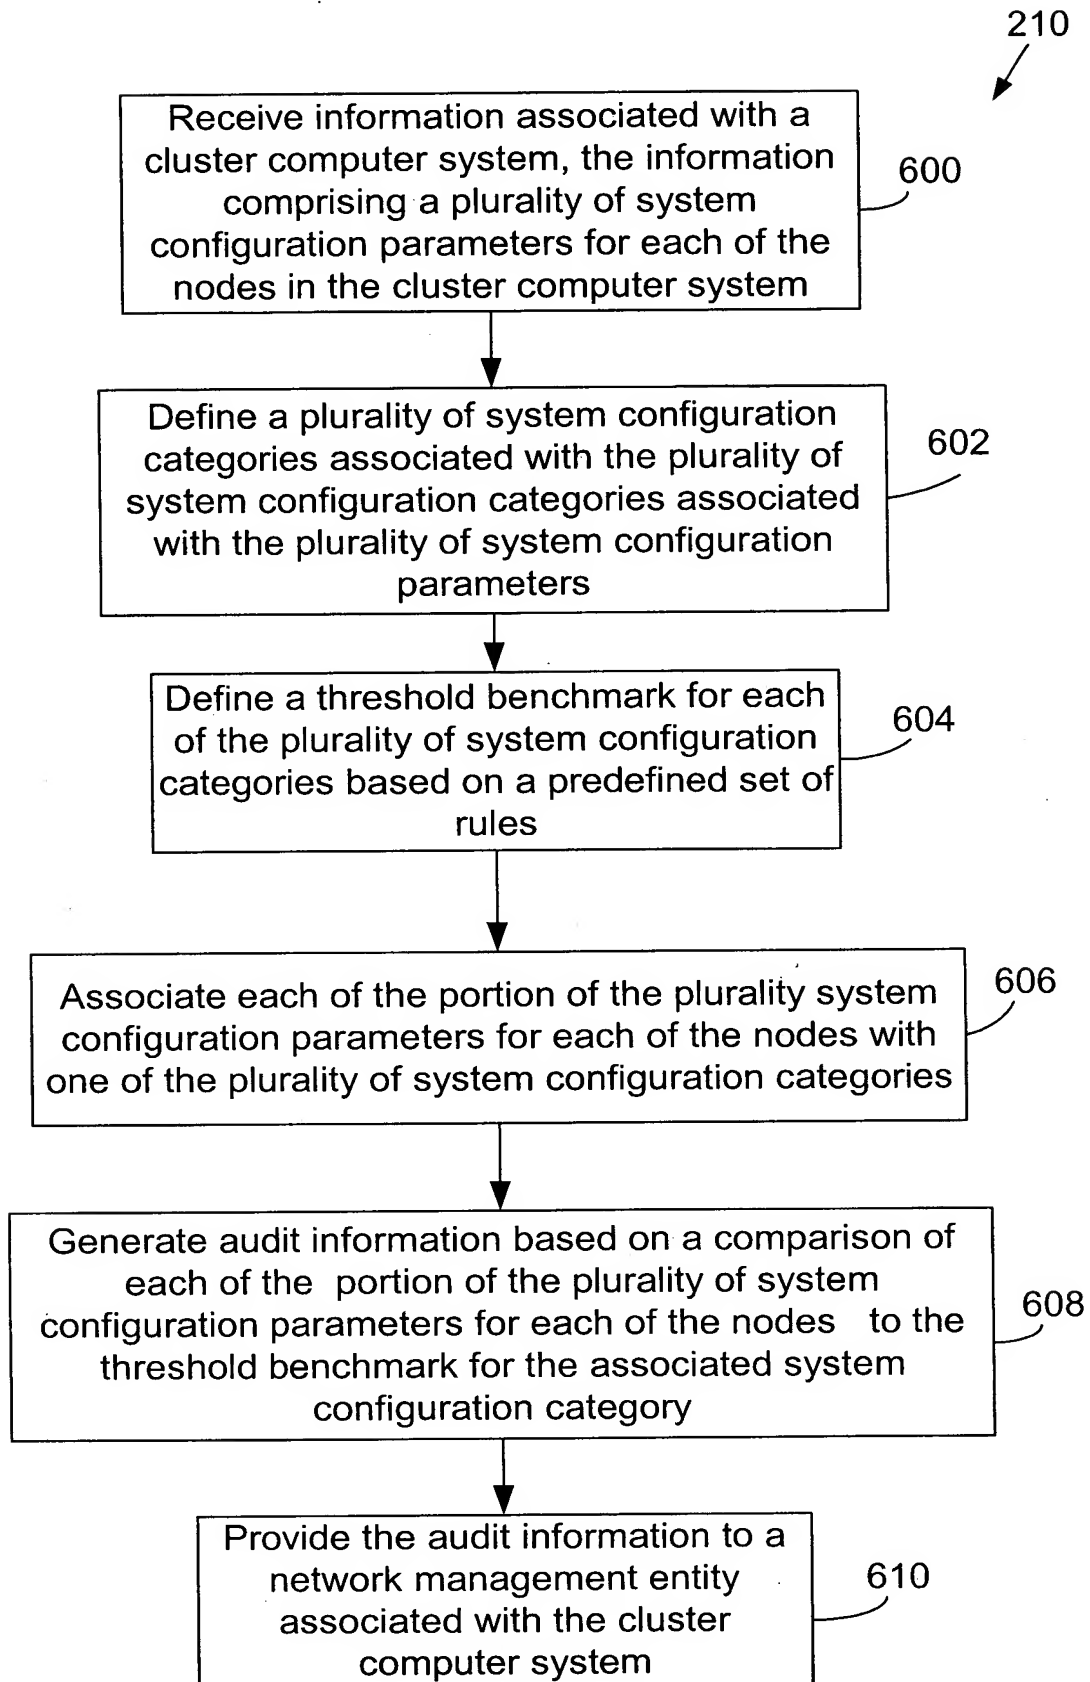 210
Receive information associated with a
cluster computer system, the information
comprising a plurality of system
configuration parameters for each of the
nodes in the cluster computer system
600
Define a plurality of system configuration
categories associated with the plurality of
system configuration categories associated
with the plurality of system configuration
parameters
602
Define a threshold benchmark for each
of the plurality of system configuration
categories based on a predefined set of
rules
604
Associate each of the portion of the plurality system
configuration parameters for each of the nodes with
one of the plurality of system configuration categories
606
Generate audit information based on a comparison of
each of the portion of the plurality of system
configuration parameters for each of the nodes to the
threshold benchmark for the associated system
configuration category
608
Provide the audit information to a
network management entity
associated with the cluster
computer system
610